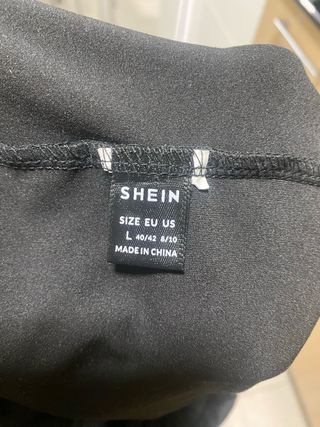 SHEIN
SIZE EU US
L 40/42 8/10
MADE IN CHINA